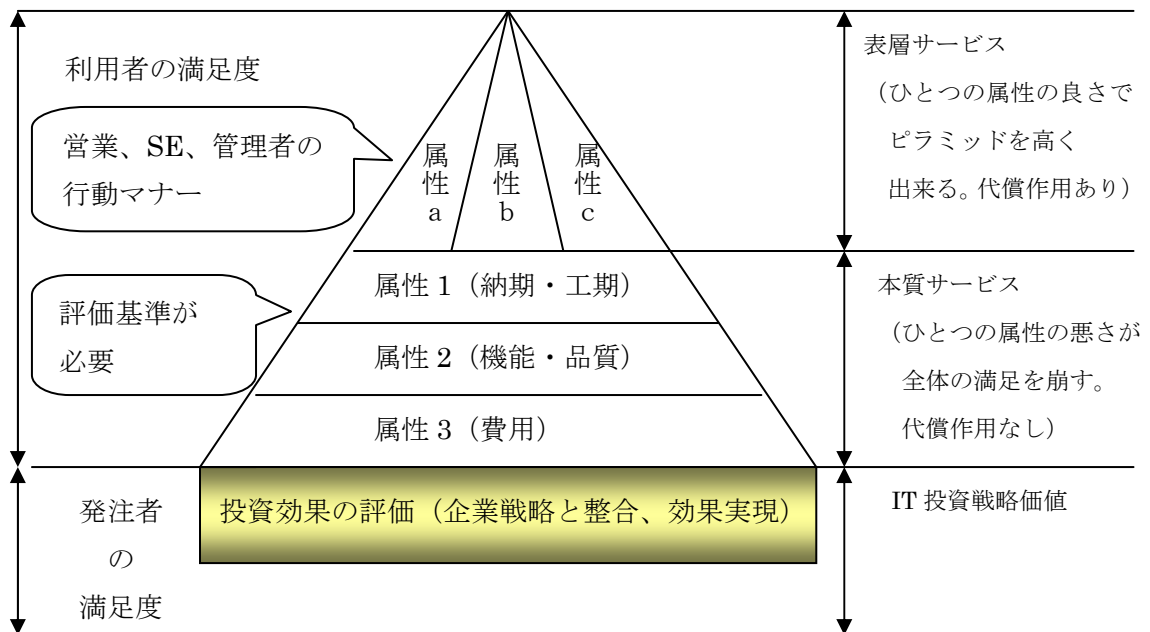 利用者の満足度
営業、SE、管理者の
行動マナー
評価基準が
必要
属性a
属性b
属性c
属性1（納期・工期）
属性2（機能・品質）
属性3（費用）
表層サービス
（ひとつの属性の良さで
ピラミッドを高く
出来る。代償作用あり）
本質サービス
（ひとつの属性の悪さが
全体の満足を崩す。
代償作用なし）
発注者
の
満足度
投資効果の評価（企業戦略と整合、効果実現）
IT 投資戦略価値